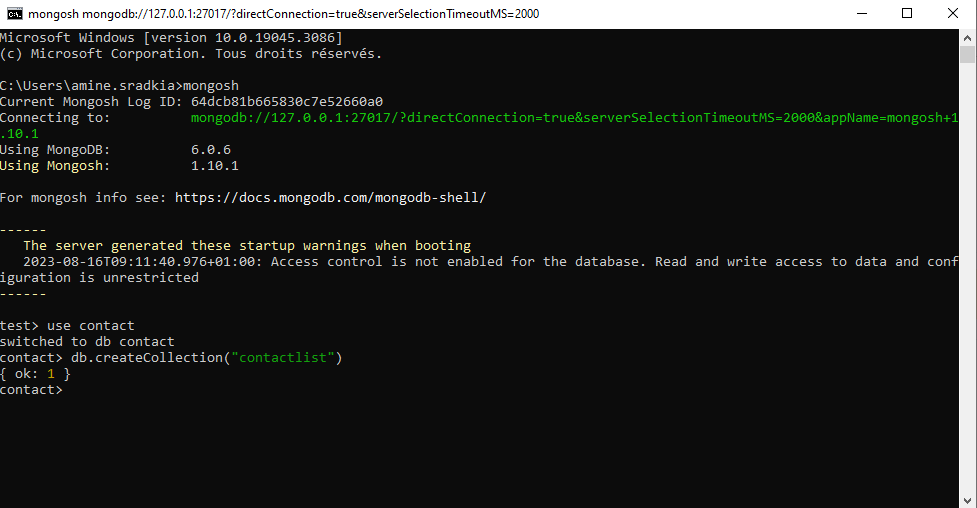 mongosh mongodb://127.0.0.1:27017/?directConnection=true&serverSelectionTimeoutMS=2000
Microsoft Windows [version 10.0.19045.3086]
(c) Microsoft Corporation. Tous droits réservés.
C:\Users\amine.sradkia>mongosh
Current Mongosh Log ID: 64dcb81b665830c7e52660a0
Connecting to: mongodb://127.0.0.1:27017/?directConnection=true&serverSelectionTimeoutMS=2000&appName=mongosh+1
.10.1
Using MongoDB: 6.0.6
Using Mongosh: 1.10.1
For mongosh info see: https://docs.mongodb.com/mongodb-shell/
------
The server generated these startup warnings when booting
2023-08-16T09:11:40.976+01:00: Access control is not enabled for the database. Read and write access to data and conf
iguration is unrestricted
------
test> use contact
switched to db contact
contact> db.createCollection("contactlist")
{ ok: 1 }
contact>